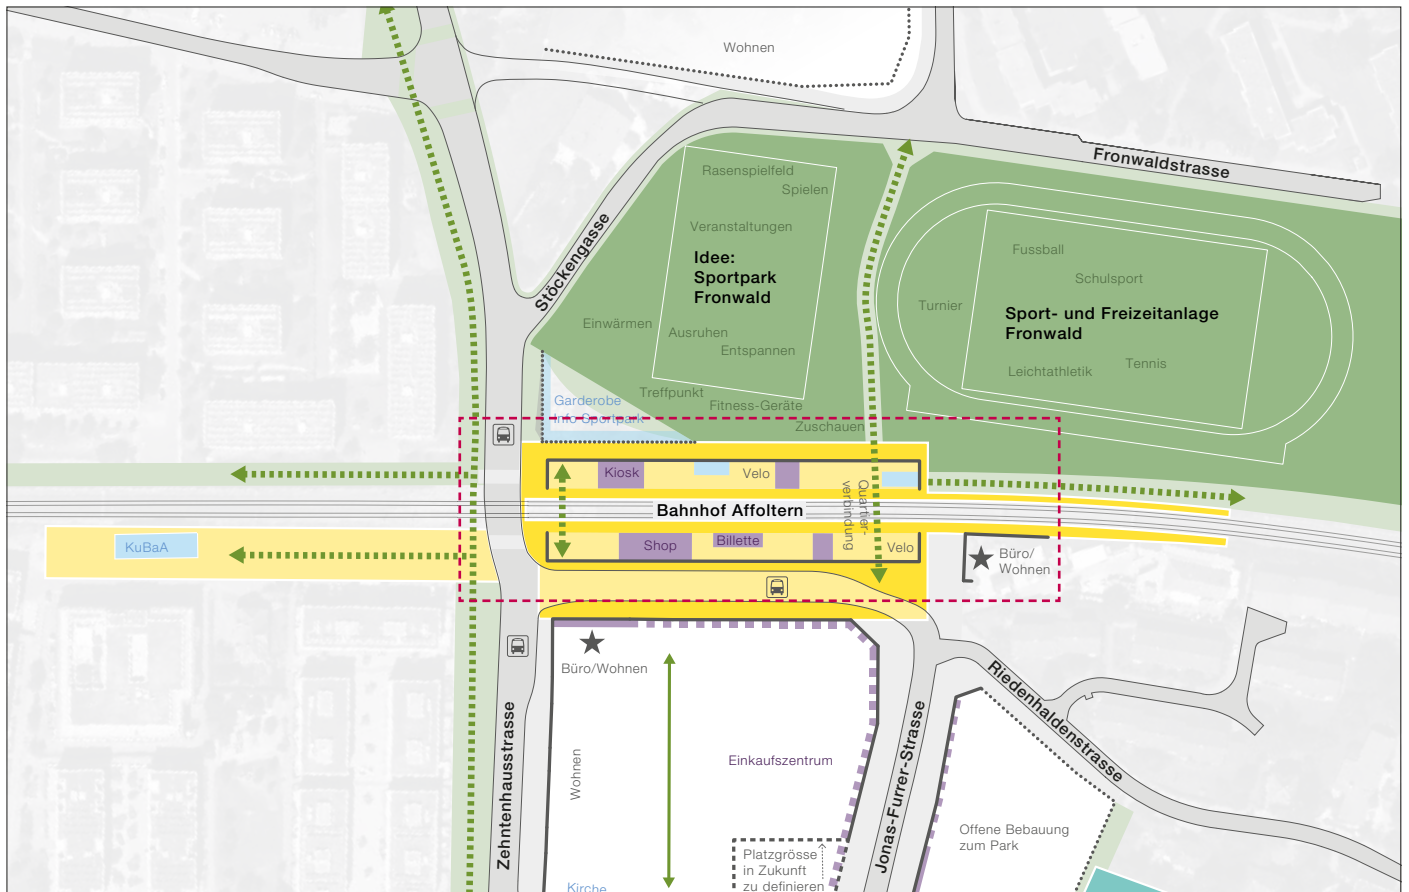 Wohnen
Fronwaldstrasse
Rasenspielfeld
Spielen
Veranstaltungen
Stöckengasse
Idee:
Sportpark
Fronwald
Fussball
Schulsport
Turnier
Sport- und Freizeitanlage
Fronwald
Einwärmen
Ausruhen
Entspannen
Leichtathletik
Tennis
Treffpunkt
Fitness-Geräte
Zuschauen
Garderobe
Info Sportpark
Kiosk
Velo
Quartier-
verbindung
Bahnhof Affoltern
KuBaA
Shop
Billette
Velo
Büro/
Wohnen
Büro/Wohnen
Riedenhaldenstrasse
Zehntenhausstrasse
Wohnen
Einkaufszentrum
Jonas-Furrer-Strasse
Offene Bebauung
zum Park
Platzgrösse
in Zukunft
zu definieren
Kirche